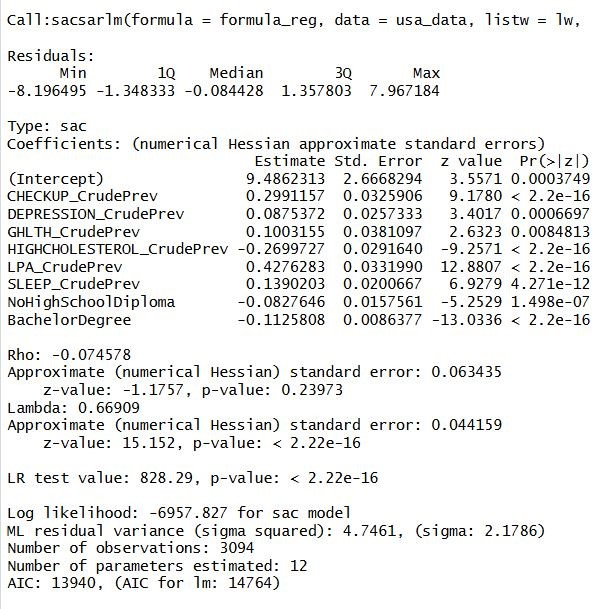 Call:sacsarlm(formula = formula_reg, data = usa_data, listw = lw,
Residuals:
Min 1Q Median 3Q Max
-8.196495 -1.348333 -0.084428 1.357803 7.967184
Type: sac
Coefficients: (numerical Hessian approximate standard errors)
Estimate Std. Error z value Pr(>|z|)
(Intercept) 9.4862313 2.6668294 3.5571 0.0003749
CHECKUP_CrudePrev 0.2991157 0.0325906 9.1780 < 2.2e-16
DEPRESSION_CrudePrev 0.0875372 0.0257333 3.4017 0.0006697
GHLTH_CrudePrev 0.1003155 0.0381097 2.6323 0.0084813
HIGHCHOLESTEROL_CrudePrev -0.2699727 0.0291640 -9.2571 < 2.2e-16
LPA_CrudePrev 0.4276283 0.0331990 12.8807 < 2.2e-16
SLEEP_CrudePrev 0.1390203 0.0200667 6.9279 4.271e-12
NoHighSchoolDiploma -0.0827646 0.0157561 -5.2529 1.498e-07
BachelorDegree -0.1125808 0.0086377 -13.0336 < 2.2e-16
Rho: -0.074578
Approximate (numerical Hessian) standard error: 0.063435
z-value: -1.1757, p-value: 0.23973
Lambda: 0.66909
Approximate (numerical Hessian) standard error: 0.044159
z-value: 15.152, p-value: < 2.22e-16
LR test value: 828.29, p-value: < 2.22e-16
Log likelihood: -6957.827 for sac model
ML residual variance (sigma squared): 4.7461, (sigma: 2.1786)
Number of observations: 3094
Number of parameters estimated: 12
AIC: 13940, (AIC for lm: 14764)